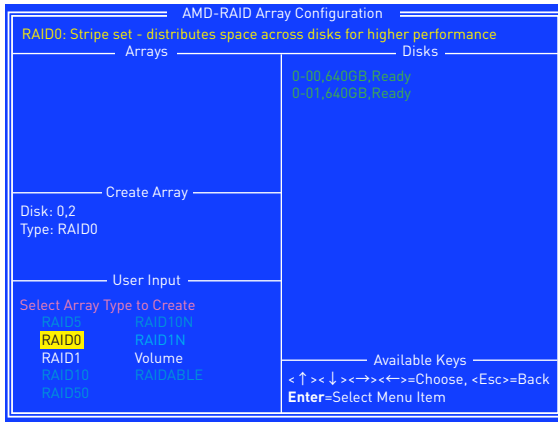 AMD-RAID Array Configuration
RAID0: Stripe set - distributes space across disks for higher performance
Arrays
Create Array
Disk: 0,2
Type: RAID0
User Input
Select Array Type to Create
RAID5 RAID10N
RAID0 RAID1N
RAID1 Volume
RAID10 RAIDABLE
RAID50
Disks
0-00,640GB,Ready
0-01,640GB,Ready
Available Keys
<↑><↓><→><←>=Choose, <Esc>=Back
Enter=Select Menu Item